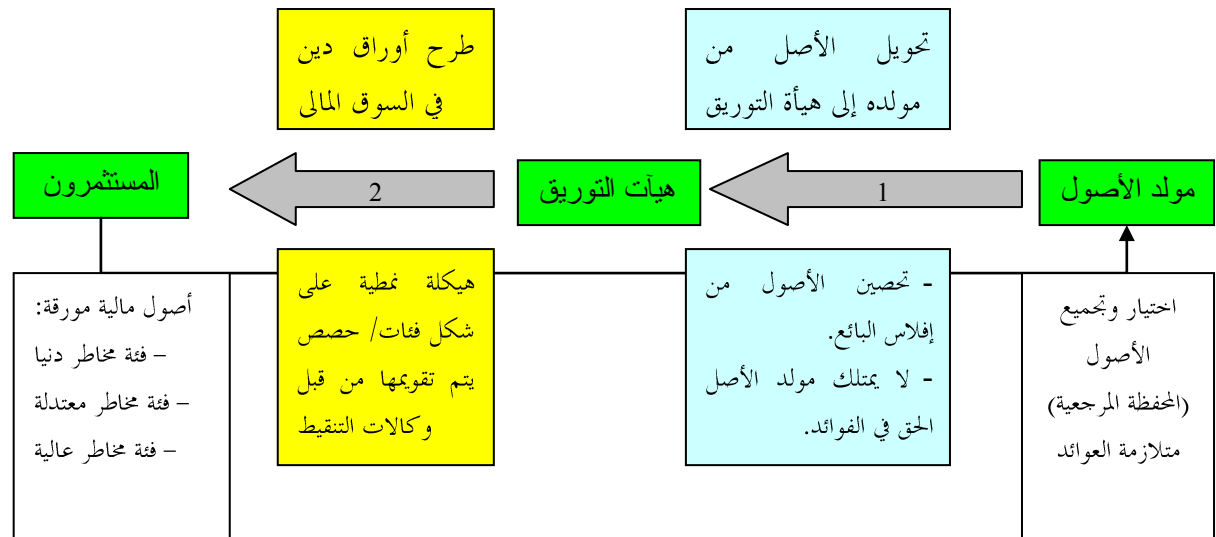 تحويل الأصل من
مولده إلى هيأة التوريق
طرح أوراق دين
في السوق المالى
مولد الأصول
1
هيآت التوريق
2
المستثمرون
اختيار وتجميع
الأصول
(المحفظة المرجعية)
متلازمة العوائد
- تحصين الأصول من
إفلاس البائع.
- لا يمتلك مولد الأصل
الحق في الفوائد.
هيكلة نمطية على
شكل فئات/ حصص
يتم تقويمها من قبل
وكالات التنقيط
أصول مالية مورقة:
– فئة مخاطر دنيا
– فئة مخاطر معتدلة
– فئة مخاطر عالية